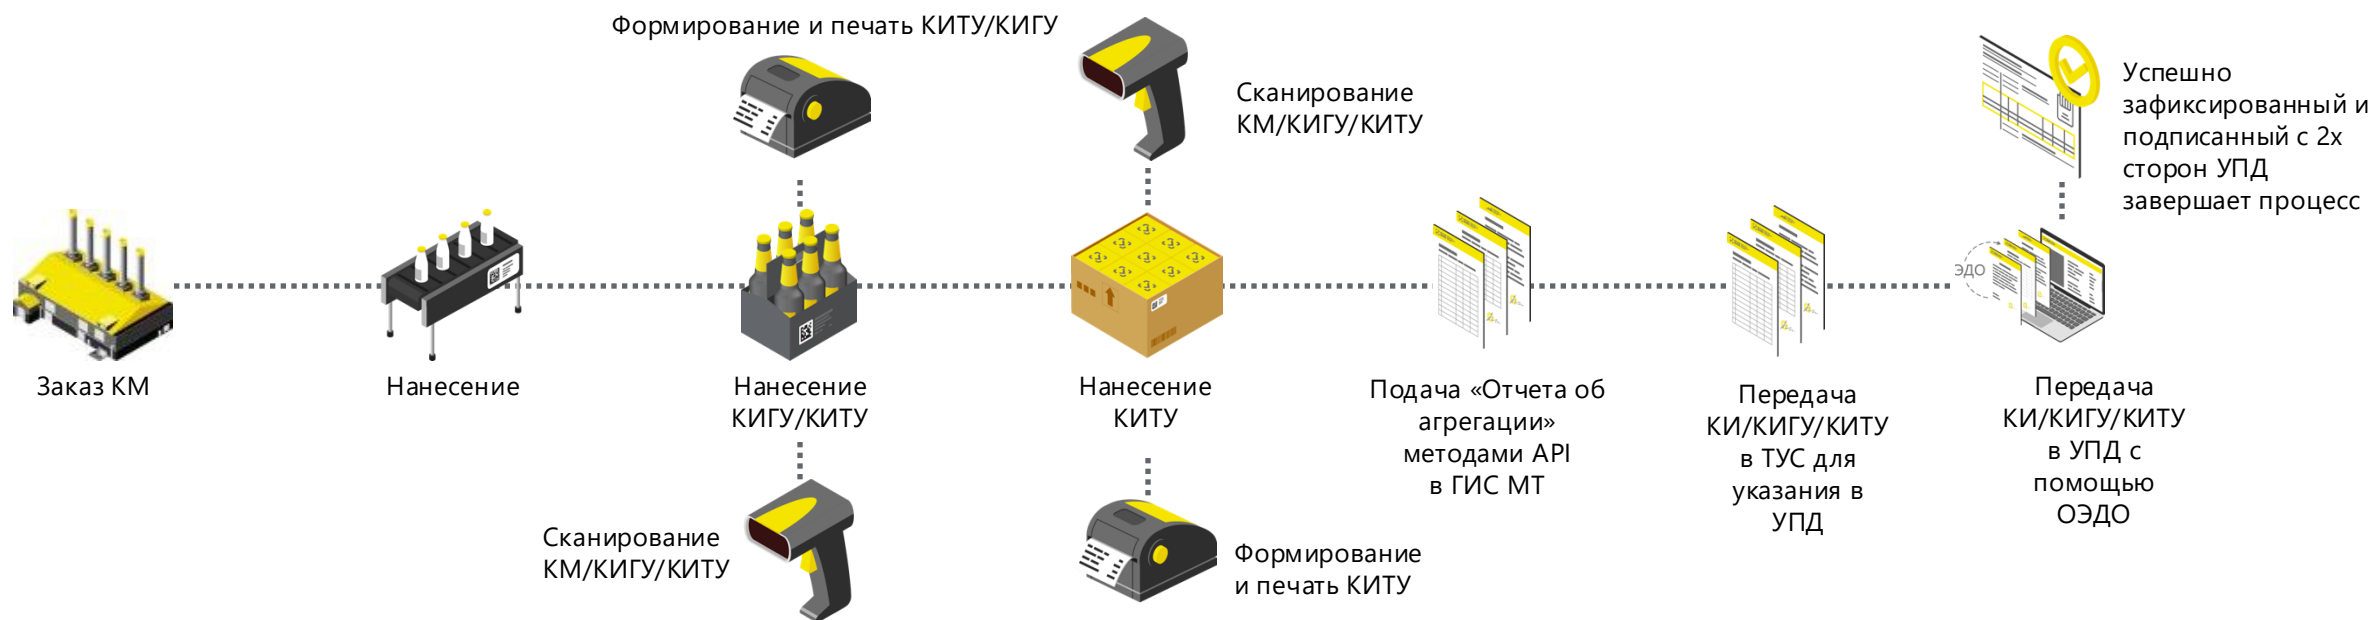 Формирование и печать КИТУ/КИГУ
Сканирование
КМ/КИГУ/КИТУ
Успешно
зафиксированный и
подписанный с 2х
сторон УПД
завершает процесс
ЭДО
Заказ КМ
Нанесение
Нанесение
КИГУ/КИТУ
Нанесение
КИТУ
Подача «Отчета об
агрегации»
методами API
в ГИС МТ
Передача
КИ/КИГУ/КИТУ
в ТУС для
указания в
УПД
Передача
КИ/КИГУ/КИТУ
в УПД с
помощью
ОЭДО
Сканирование
КМ/КИГУ/КИТУ
Формирование
и печать КИТУ